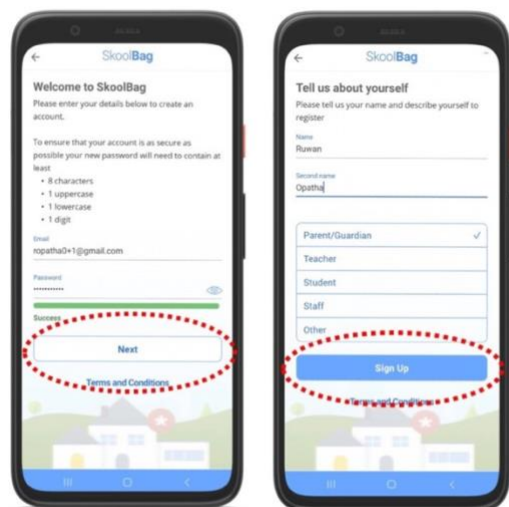 SkoolBag
Welcome to SkoolBag
Please enter your details below to create an
account.
To ensure that your account is as secure as
possible your new password will need to contain at
least
• 8 characters
• 1 uppercase
• 1 lowercase
• 1 digit
Email
ropatha0+1@gmail.com
Password
••••••••••
Success
Next
Terms and Conditions
SkoolBag
Tell us about yourself
Please tell us your name and describe yourself to
register
Name
Ruwan
Second name
Opatha
Parent/Guardian
Teacher
Student
Staff
Other
Sign Up
Terms and Conditions